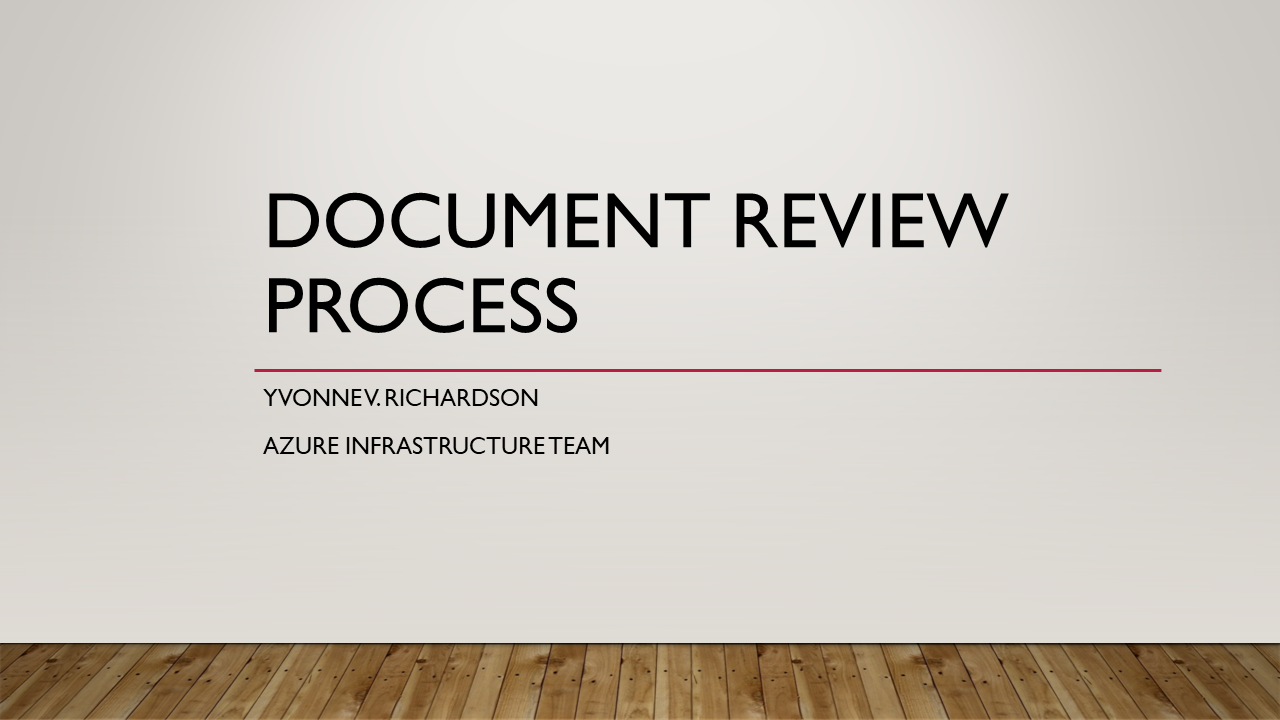 DOCUMENT REVIEW
PROCESS
YVONNE V. RICHARDSON
AZURE INFRASTRUCTURE TEAM